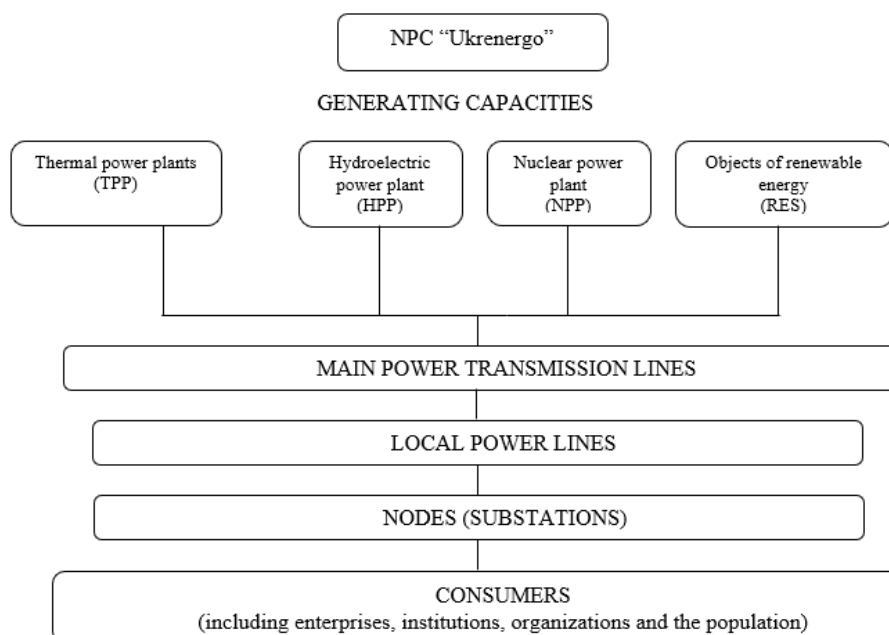 NPC “Ukrenergo”
GENERATING CAPACITIES
Thermal power plants
(TPP)
Hydroelectric
power plant
(HPP)
Nuclear power
plant
(NPP)
Objects of renewable
energy
(RES)
MAIN POWER TRANSMISSION LINES
LOCAL POWER LINES
NODES (SUBSTATIONS)
CONSUMERS
(including enterprises, institutions, organizations and the population)